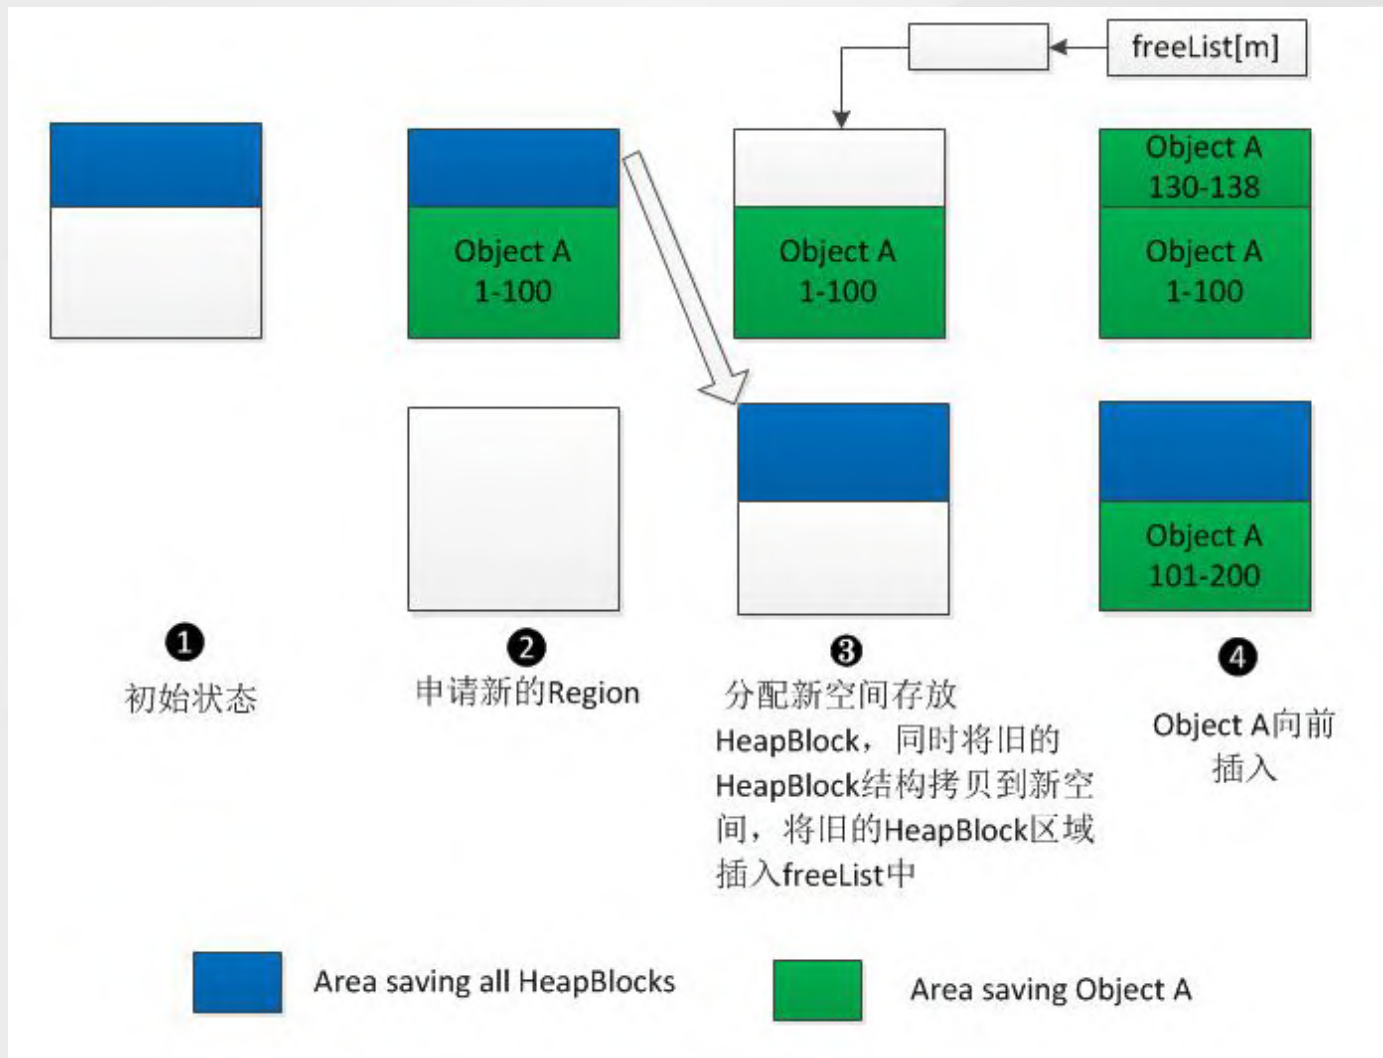 freeList[m]
Object A
1-100
Object A
1-100
Object A
130-138
Object A
1-100
Object A
101-200
❶
初始状态
❷
申请新的Region
❸
分配新空间存放
HeapBlock，同时将旧的
HeapBlock结构拷贝到新空
间，将旧的HeapBlock区域
插入freeList中
❹
Object A向前
插入
Area saving all HeapBlocks
Area saving Object A